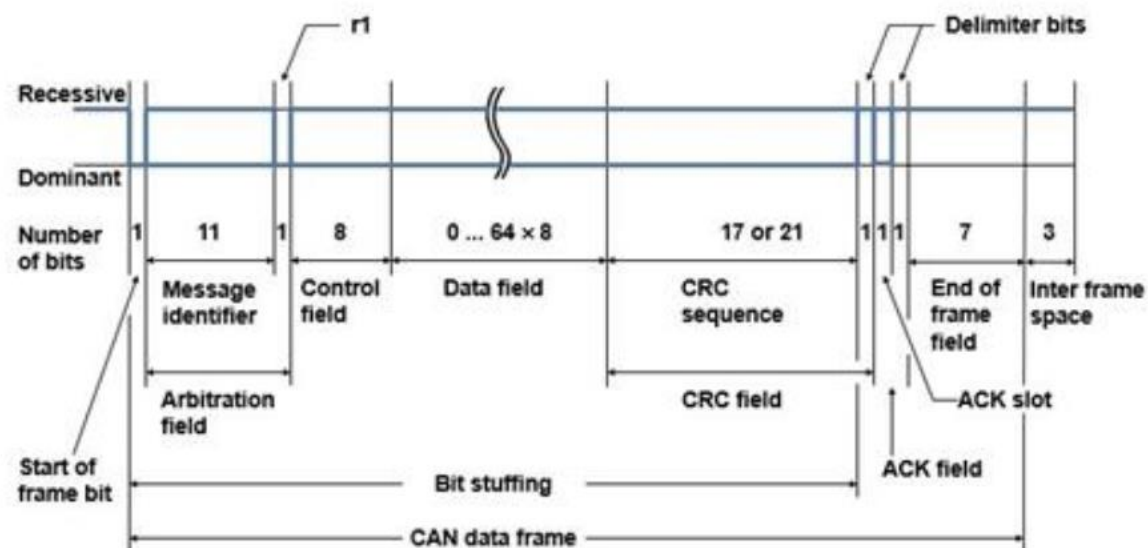 r1
Delimiter bits
Recessive
Dominant
Number
of bits
1
11
1
8
0 ... 64 × 8
17 or 21
1
1
1
7
3
Message
identifier
Control
field
Data field
CRC
sequence
End of
frame
field
Inter frame
space
Arbitration
field
CRC field
ACK slot
Start of
frame bit
Bit stuffing
ACK field
CAN data frame